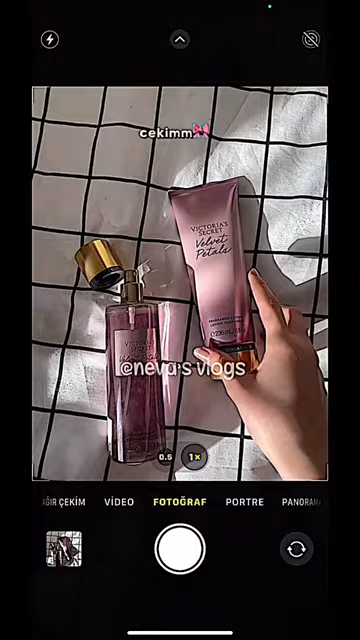 cekimm🎀
VICTORIA'S
SECRET
Velvet
Petals
VICTORIA'S
SECRET
@neva's vlogs
0.5
1×
AĞIR ÇEKİM
VİDEO
FOTOĞRAF
PORTRE
PANORAMA